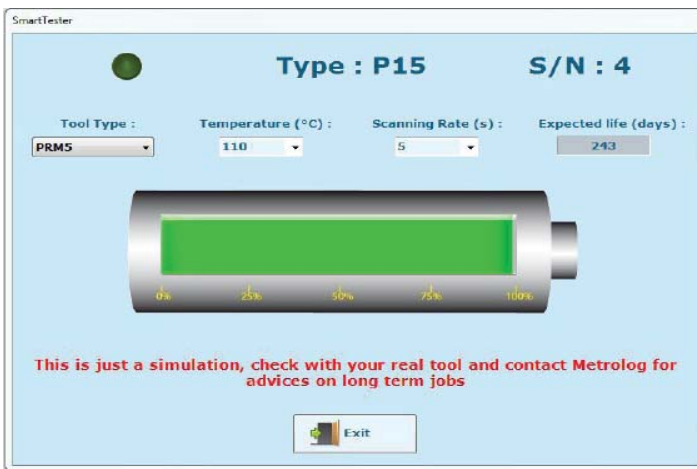 SmartTester
Type : P15
S/N : 4
Tool Type :
Temperature (°C) :
Scanning Rate (s) :
Expected life (days) :
PRM5
110
5
243
0%
25%
50%
75%
100%
This is just a simulation, check with your real tool and contact Metrolog for
advices on long term jobs
Exit